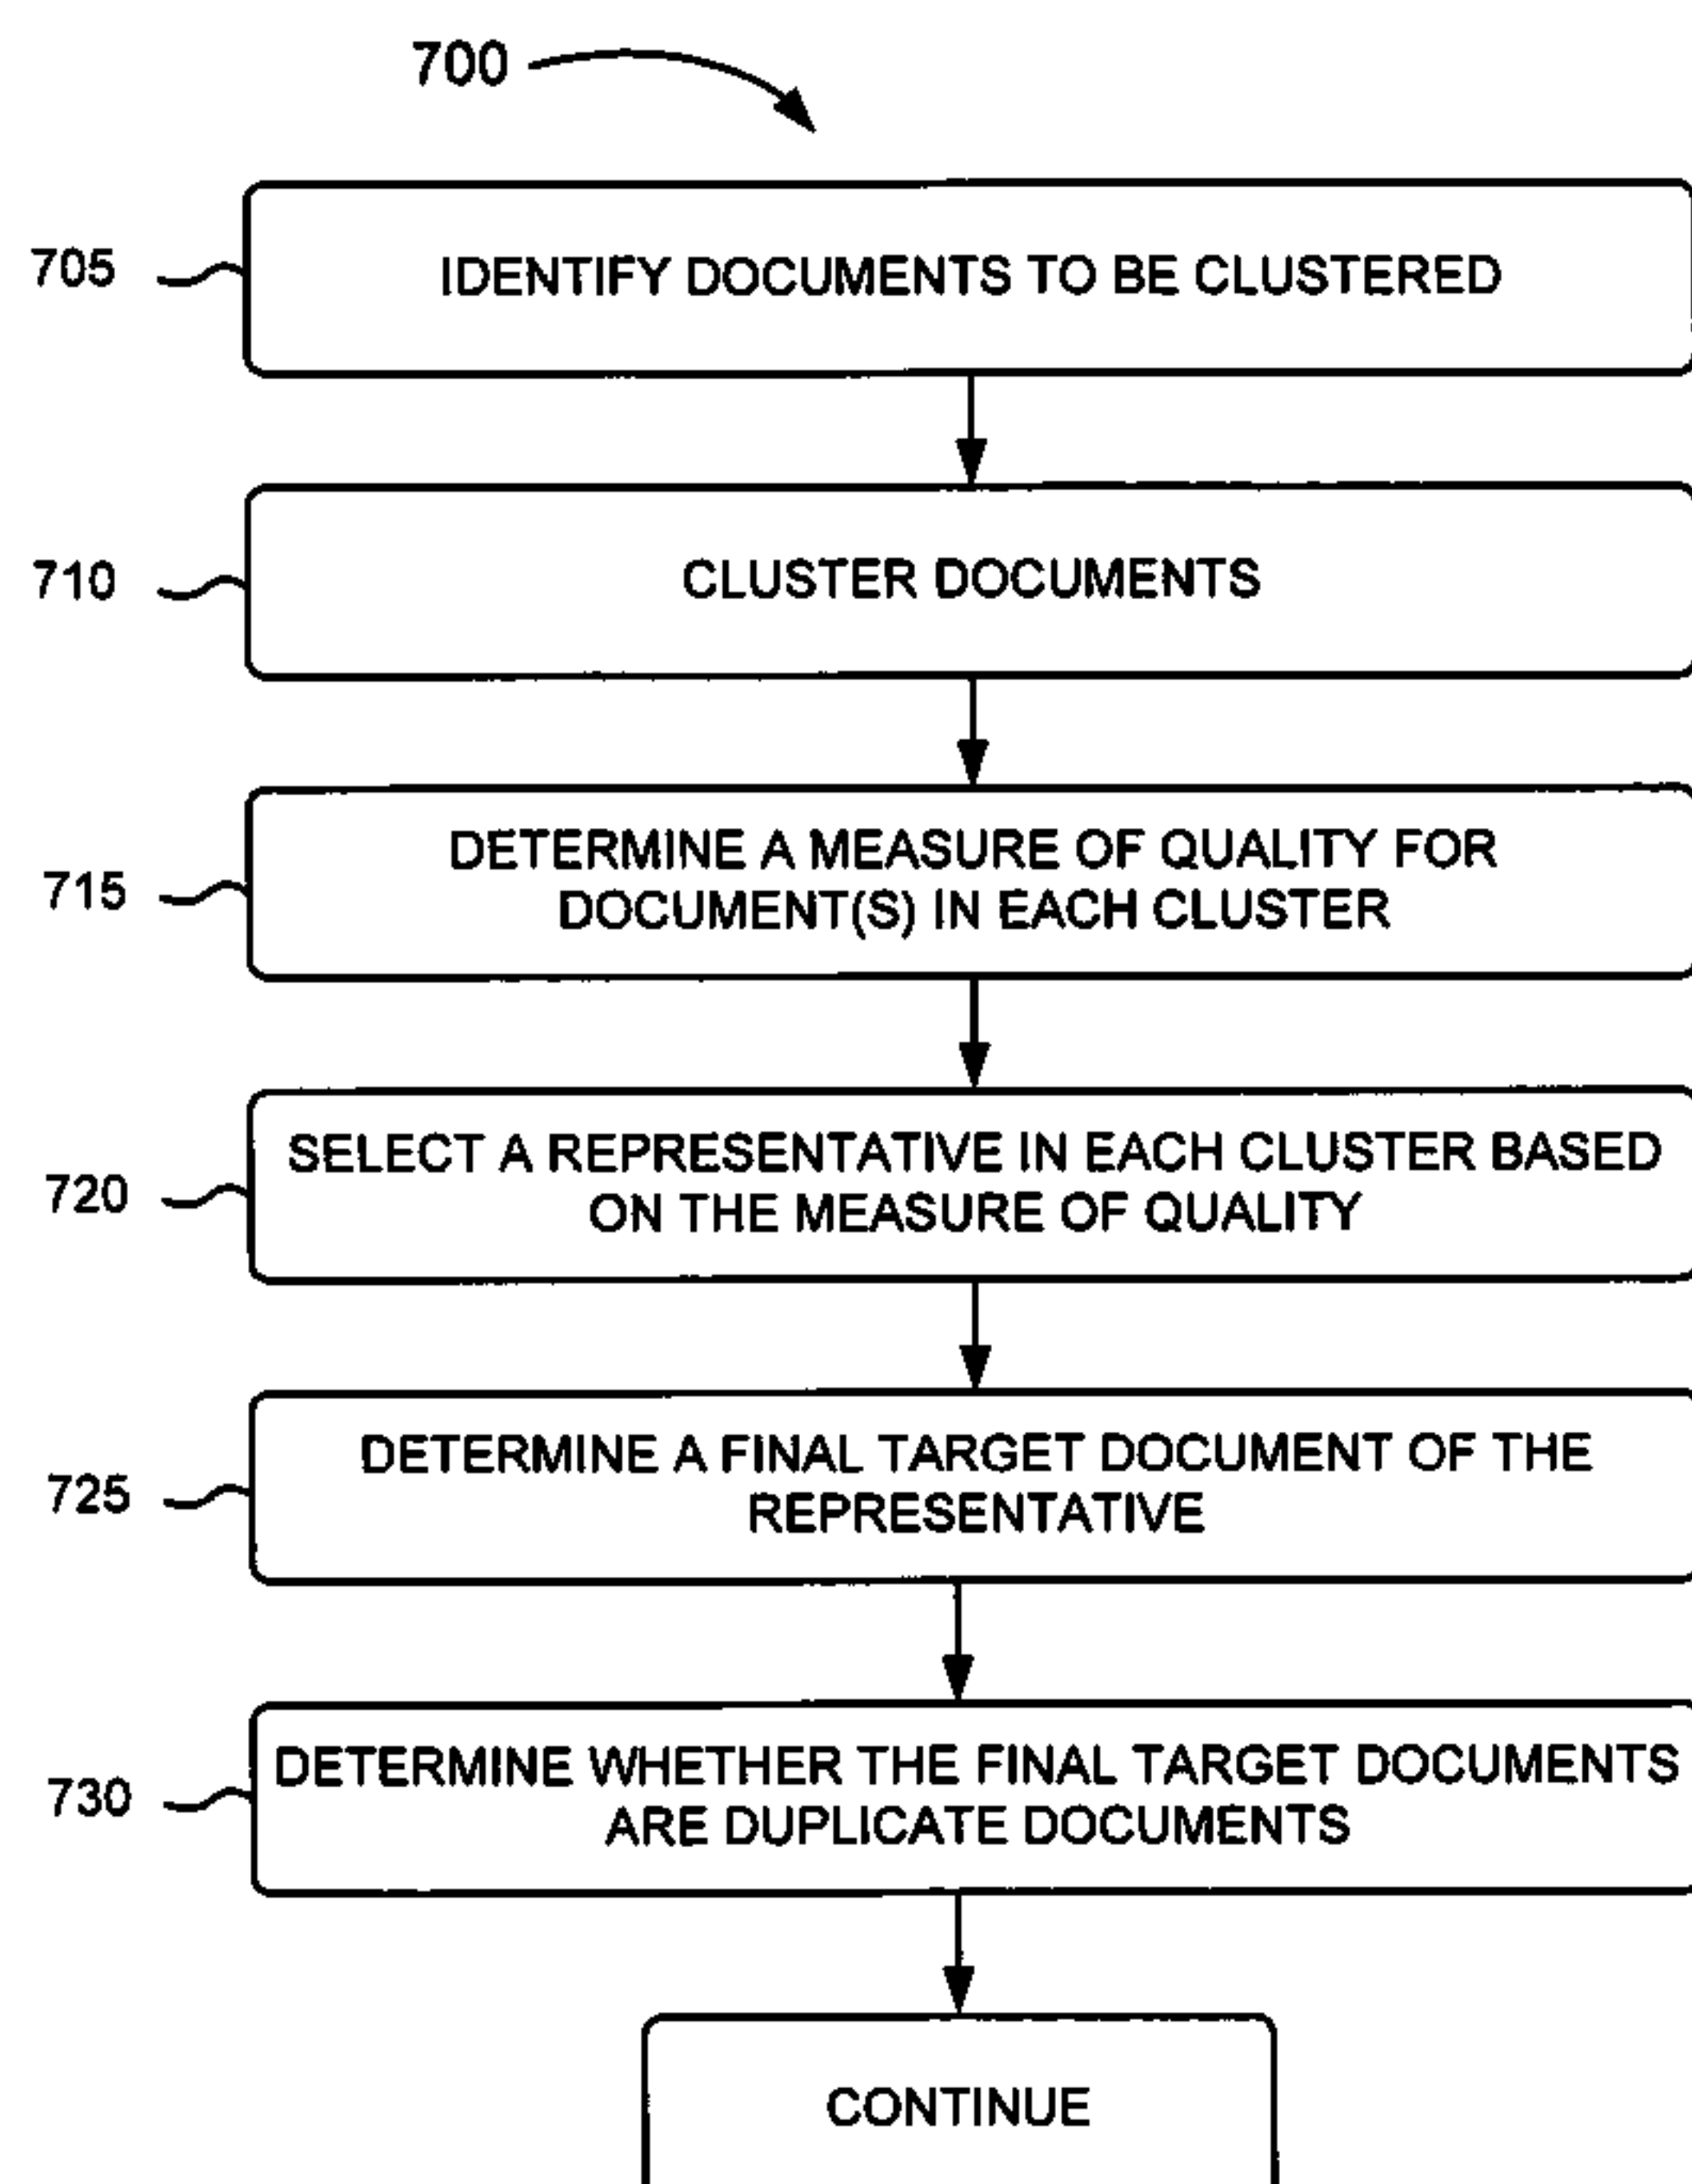 700
705
IDENTIFY DOCUMENTS TO BE CLUSTERED
710
CLUSTER DOCUMENTS
715
DETERMINE A MEASURE OF QUALITY FOR
DOCUMENT(S) IN EACH CLUSTER
720
SELECT A REPRESENTATIVE IN EACH CLUSTER BASED
ON THE MEASURE OF QUALITY
725
DETERMINE A FINAL TARGET DOCUMENT OF THE
REPRESENTATIVE
730
DETERMINE WHETHER THE FINAL TARGET DOCUMENTS
ARE DUPLICATE DOCUMENTS
CONTINUE